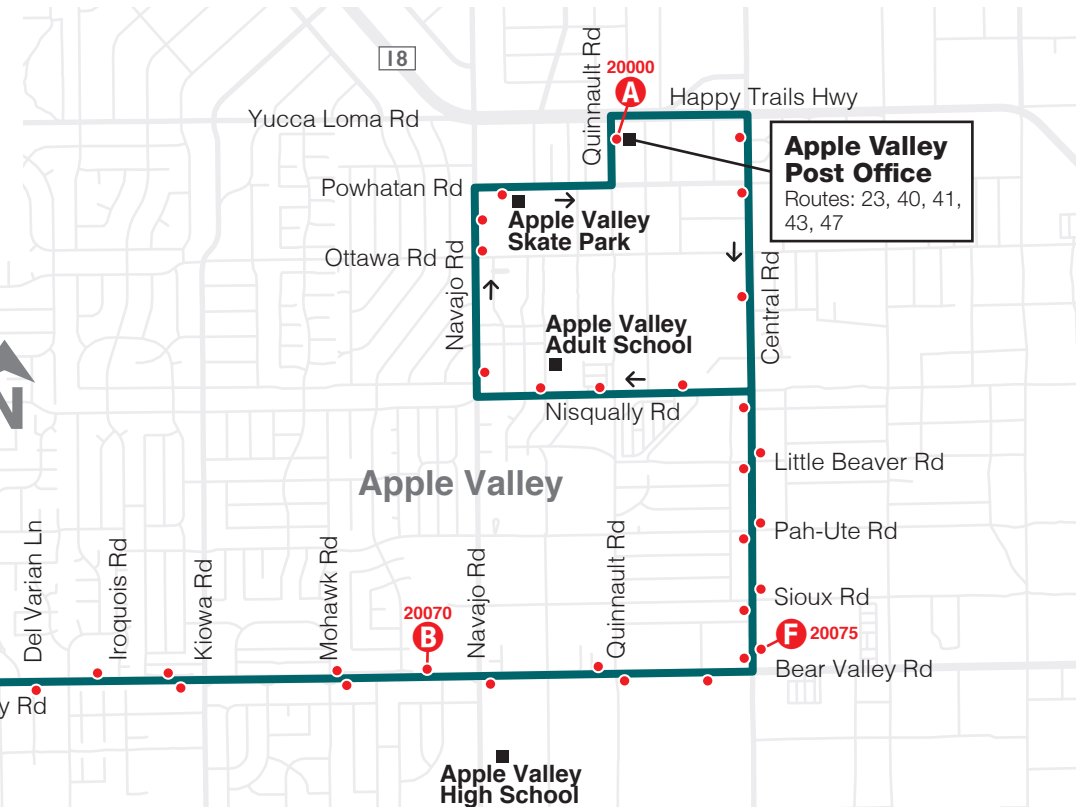 18
Quinnault Rd
20000
A
Happy Trails Hwy
Yucca Loma Rd
Apple Valley
Post Office
Routes: 23, 40, 41,
43, 47
Powhatan Rd
Apple Valley
Skate Park
Ottawa Rd
Navajo Rd
Central Rd
Apple Valley
Adult School
N
Nisqually Rd
Little Beaver Rd
Apple Valley
Pah-Ute Rd
Del Varian Ln
Iroquois Rd
Kiowa Rd
Mohawk Rd
Navajo Rd
Quinnault Rd
Sioux Rd
20070
B
F
20075
Bear Valley Rd
y Rd
Apple Valley
High School